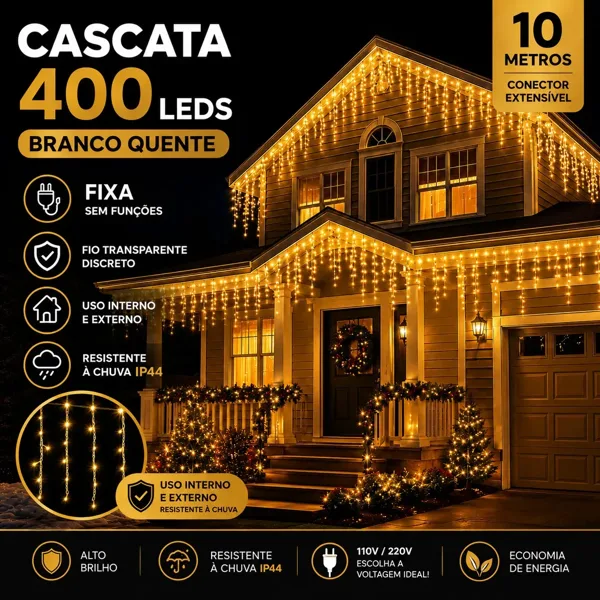 CASCATA
400 LEDS
BRANCO QUENTE
10
METROS
CONECTOR
EXTENSÍVEL
FIXA
SEM FUNÇÕES
FIO TRANSPARENTE
DISCRETO
USO INTERNO
E EXTERNO
RESISTENTE
À CHUVA IP44
USO INTERNO
E EXTERNO
RESISTENTE À CHUVA
ALTO
BRILHO
RESISTENTE
À CHUVA IP44
110V / 220V
ESCOLHA A
VOLTAGEM IDEAL!
ECONOMIA
DE ENERGIA